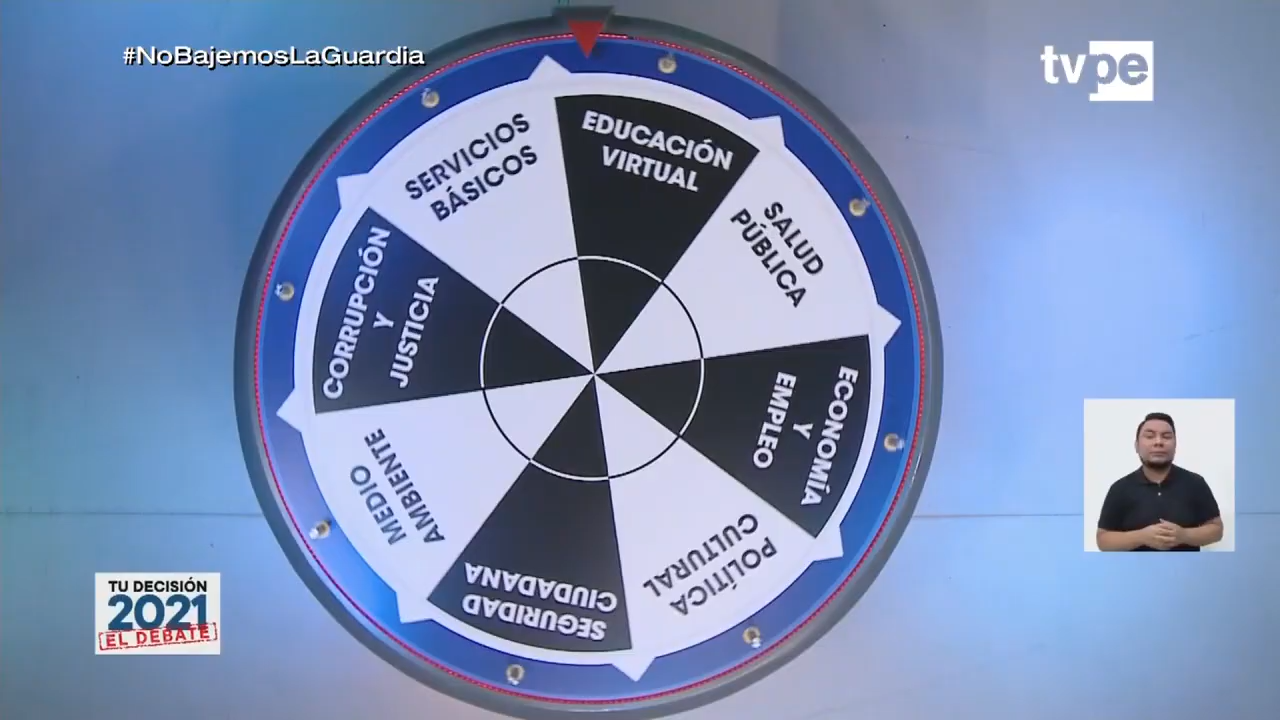 #NoBajemosLaGuardia
tvpe
EDUCACIÓN
VIRTUAL
SALUD
PÚBLICA
ECONOMÍA
Y
EMPLEO
POLÍTICA
CULTURAL
SEGURIDAD
CIUDADANA
MEDIO
AMBIENTE
CORRUPCIÓN
Y
JUSTICIA
SERVICIOS
BÁSICOS
TU DECISIÓN
2021
EL DEBATE